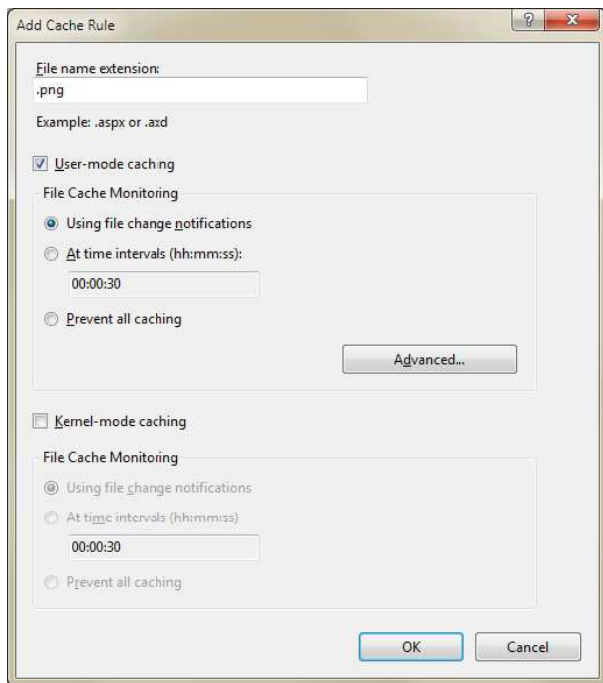 Add Cache Rule
File name extension:
.png
Example: .aspx or .axd
User-mode caching
File Cache Monitoring
Using file change notifications
At time intervals (hh:mm:ss):
00:00:30
Prevent all caching
Advanced...
Kernel-mode caching
File Cache Monitoring
Using file change notifications
At time intervals (hh:mm:ss)
00:00:30
Prevent all caching
OK
Cancel